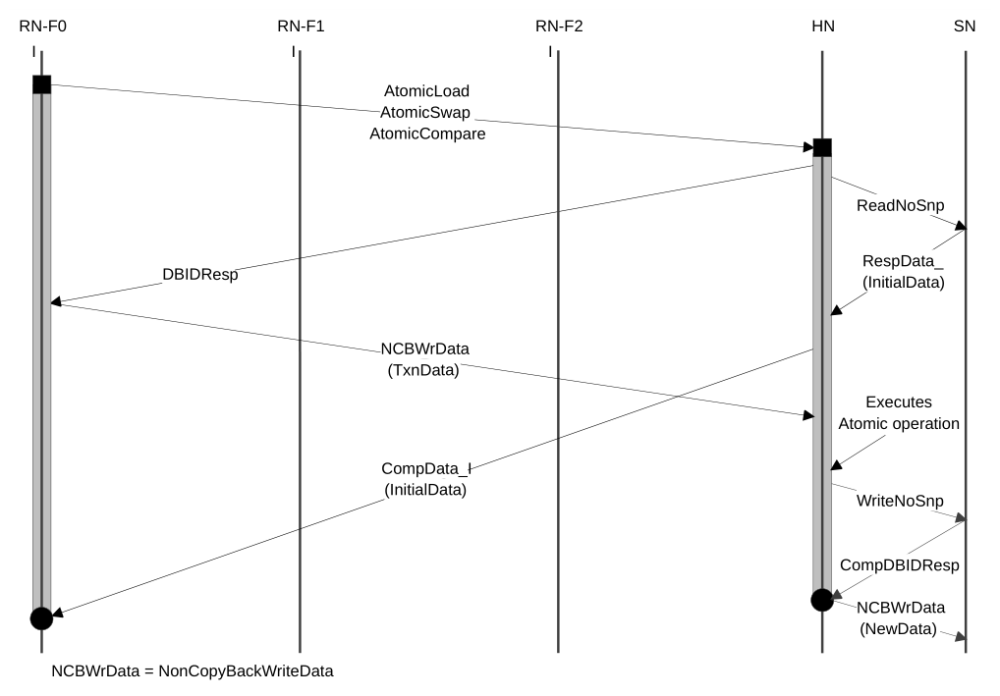 RN-F0 RN-F1 RN-F2 HN SN
I I I
AtomicLoad
AtomicSwap
AtomicCompare
ReadNoSnp
RespData_
(InitialData)
DBIDResp
NCBWrData
(TxnData)
Executes
Atomic operation
CompData_I
(InitialData)
WriteNoSnp
CompDBIDResp
NCBWrData
(NewData)
NCBWrData = NonCopyBackWriteData